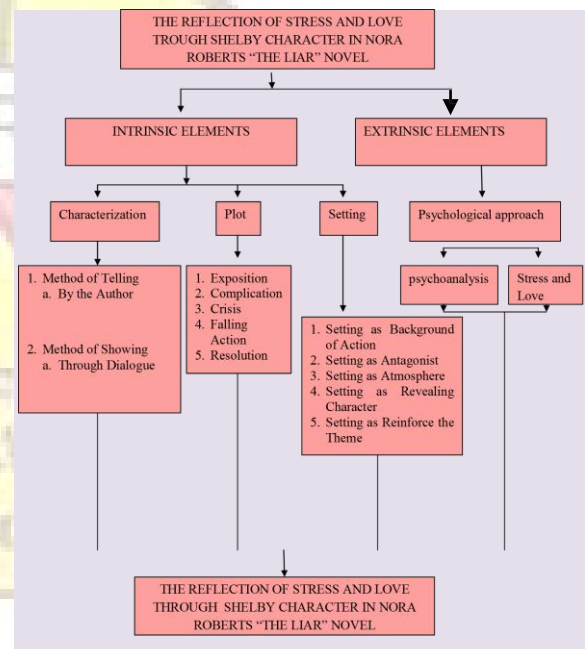 THE REFLECTION OF STRESS AND LOVE
TROUGH SHELBY CHARACTER IN NORA
ROBERTS “THE LIAR” NOVEL
INTRINSIC ELEMENTS
EXTRINSIC ELEMENTS
Characterization
Plot
Setting
Psychological approach
1. Method of Telling
a. By the Author
2. Method of Showing
a. Through Dialogue
1. Exposition
2. Complication
3. Crisis
4. Falling
Action
5. Resolution
1. Setting as Background
of Action
2. Setting as Antagonist
3. Setting as Atmosphere
4. Setting as Revealing
Character
5. Setting as Reinforce the
Theme
psychoanalysis
Stress and
Love
THE REFLECTION OF STRESS AND LOVE
THROUGH SHELBY CHARACTER IN NORA
ROBERTS “THE LIAR” NOVEL